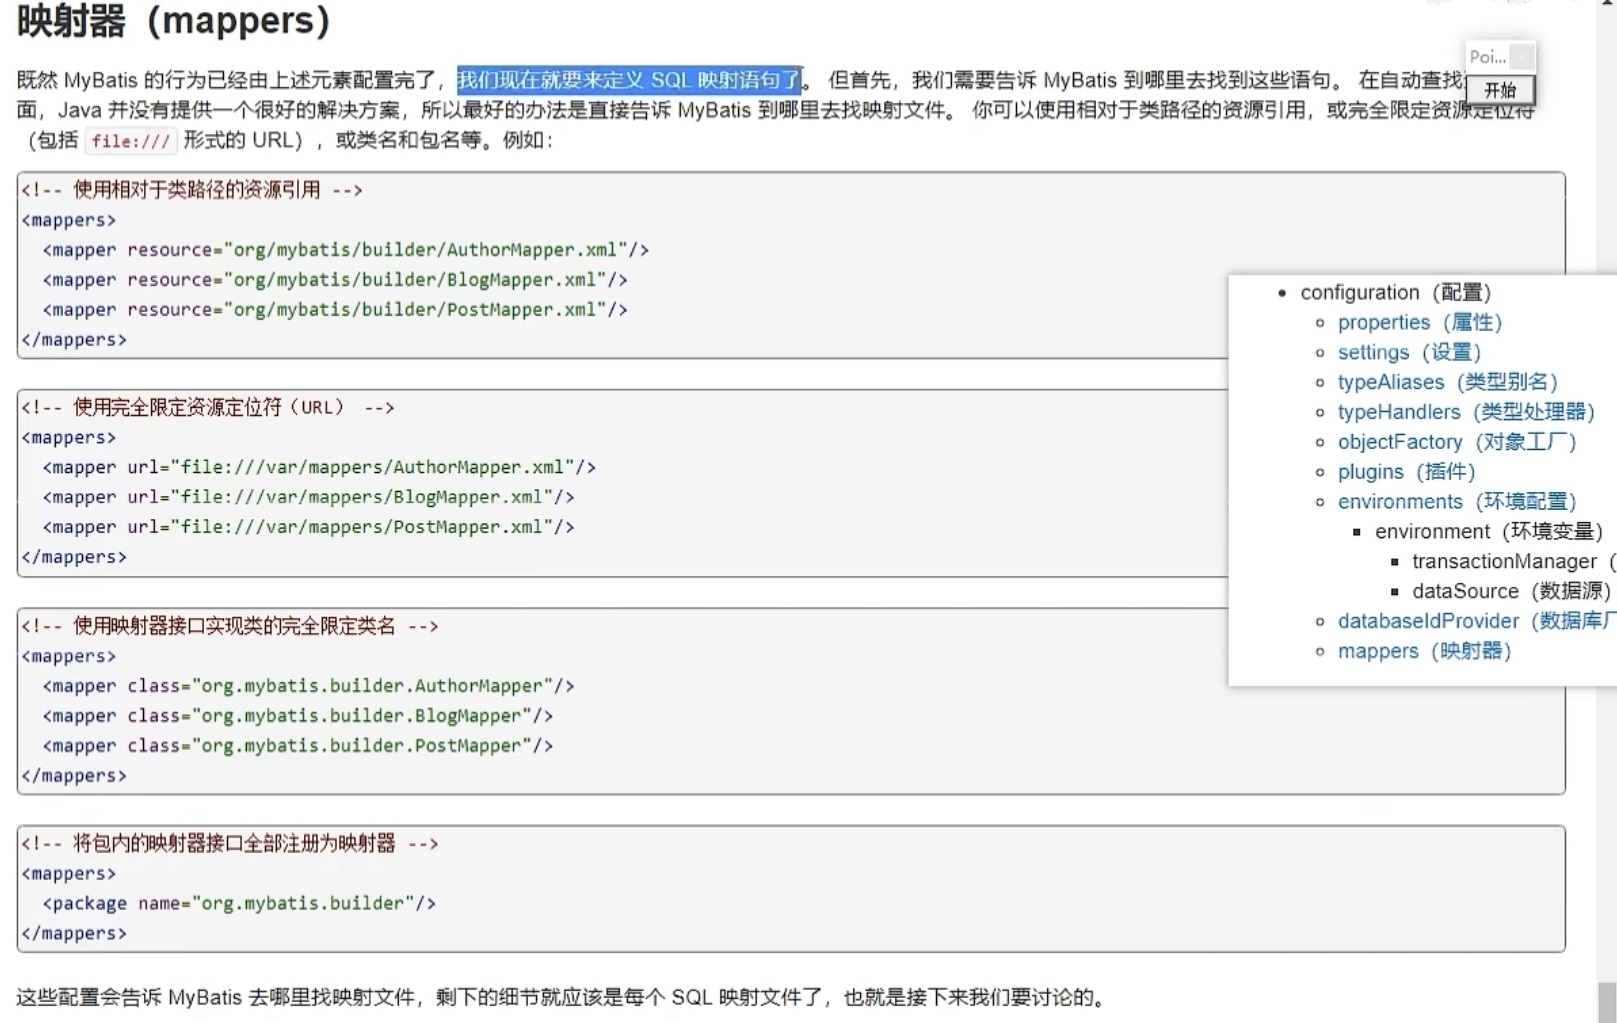 映射器（mappers）
既然 MyBatis 的行为已经由上述元素配置完了，我们现在就要来定义 SQL 映射语句了。 但首先，我们需要告诉 MyBatis 到哪里去找到这些语句。 在自动查找
面，Java 并没有提供一个很好的解决方案，所以最好的办法是直接告诉 MyBatis 到哪里去找映射文件。 你可以使用相对于类路径的资源引用，或完全限定资源定位符
（包括 file:/// 形式的 URL），或类名和包名等。例如：
Poi...
开始
<!-- 使用相对于类路径的资源引用 -->
<mappers>
  <mapper resource="org/mybatis/builder/AuthorMapper.xml"/>
  <mapper resource="org/mybatis/builder/BlogMapper.xml"/>
  <mapper resource="org/mybatis/builder/PostMapper.xml"/>
</mappers>
<!-- 使用完全限定资源定位符（URL） -->
<mappers>
  <mapper url="file:///var/mappers/AuthorMapper.xml"/>
  <mapper url="file:///var/mappers/BlogMapper.xml"/>
  <mapper url="file:///var/mappers/PostMapper.xml"/>
</mappers>
<!-- 使用映射器接口实现类的完全限定类名 -->
<mappers>
  <mapper class="org.mybatis.builder.AuthorMapper"/>
  <mapper class="org.mybatis.builder.BlogMapper"/>
  <mapper class="org.mybatis.builder.PostMapper"/>
</mappers>
<!-- 将包内的映射器接口全部注册为映射器 -->
<mappers>
  <package name="org.mybatis.builder"/>
</mappers>
这些配置会告诉 MyBatis 去哪里找映射文件，剩下的细节就应该是每个 SQL 映射文件了，也就是接下来我们要讨论的。
configuration（配置）
properties（属性）
settings（设置）
typeAliases（类型别名）
typeHandlers（类型处理器）
objectFactory（对象工厂）
plugins（插件）
environments（环境配置）
environment（环境变量）
transactionManager（
dataSource（数据源）
databaseIdProvider（数据库厂
mappers（映射器）